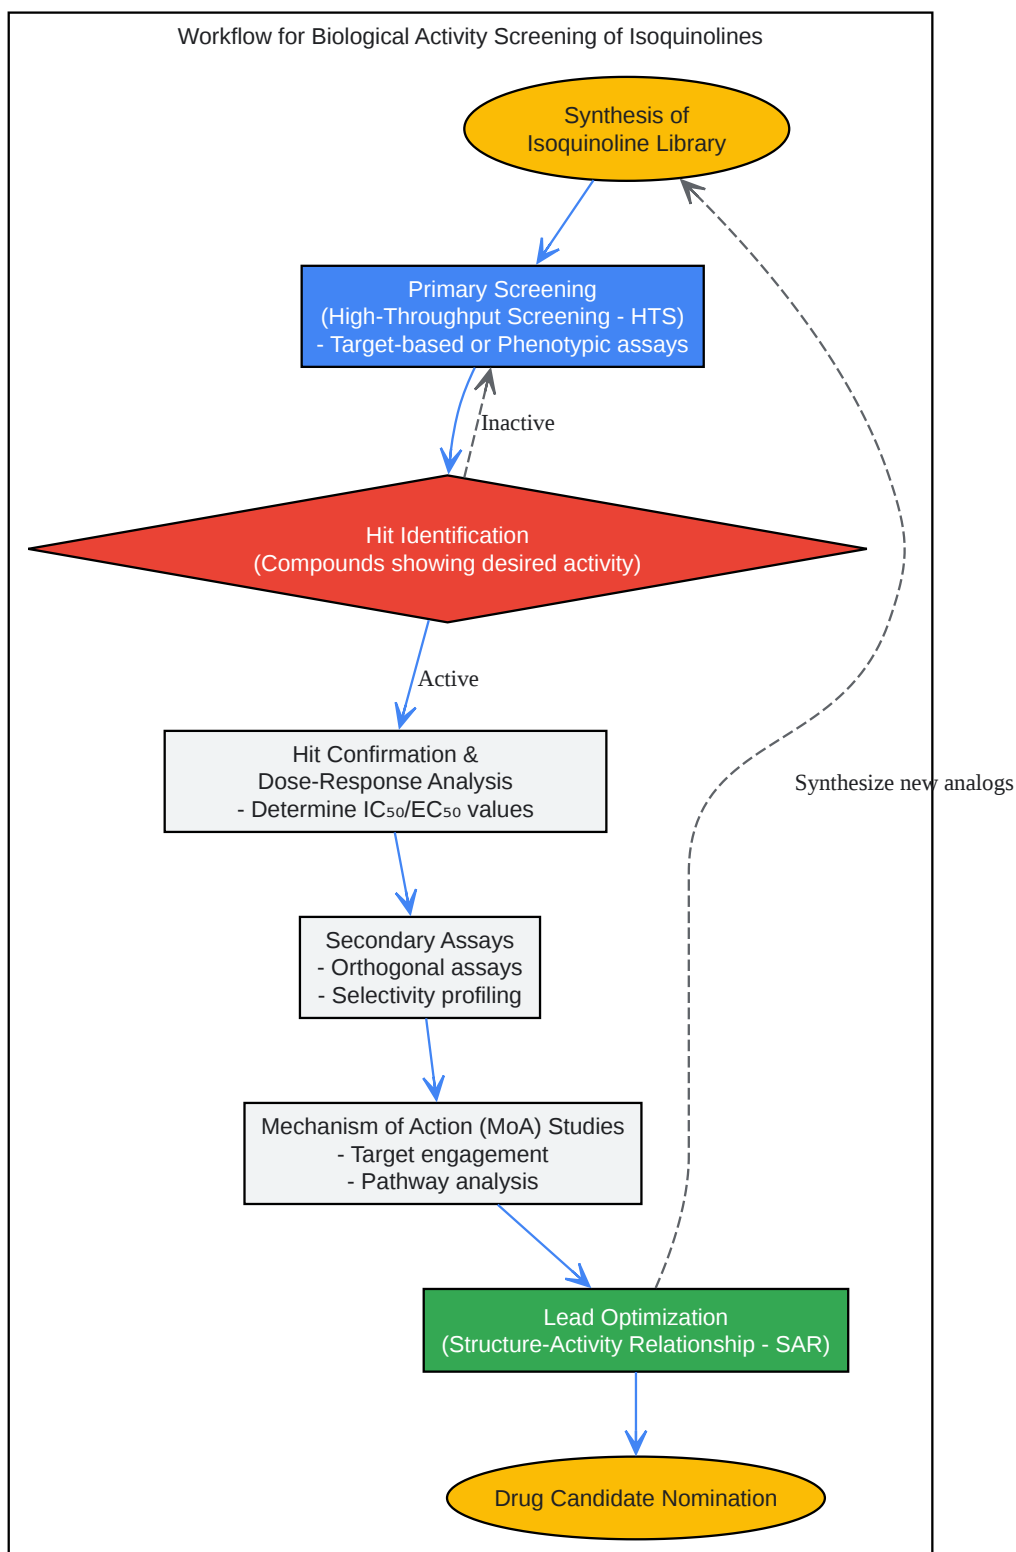 Workflow for Biological Activity Screening of Isoquinolines
Synthesis of
Isoquinoline Library
Primary Screening
(High-Throughput Screening - HTS)
- Target-based or Phenotypic assays
Inactive
Hit Identification
(Compounds showing desired activity)
Active
Hit Confirmation &
Dose-Response Analysis
- Determine IC₅₀/EC₅₀ values
Synthesize new analogs
Secondary Assays
- Orthogonal assays
- Selectivity profiling
Mechanism of Action (MoA) Studies
- Target engagement
- Pathway analysis
Lead Optimization
(Structure-Activity Relationship - SAR)
Drug Candidate Nomination